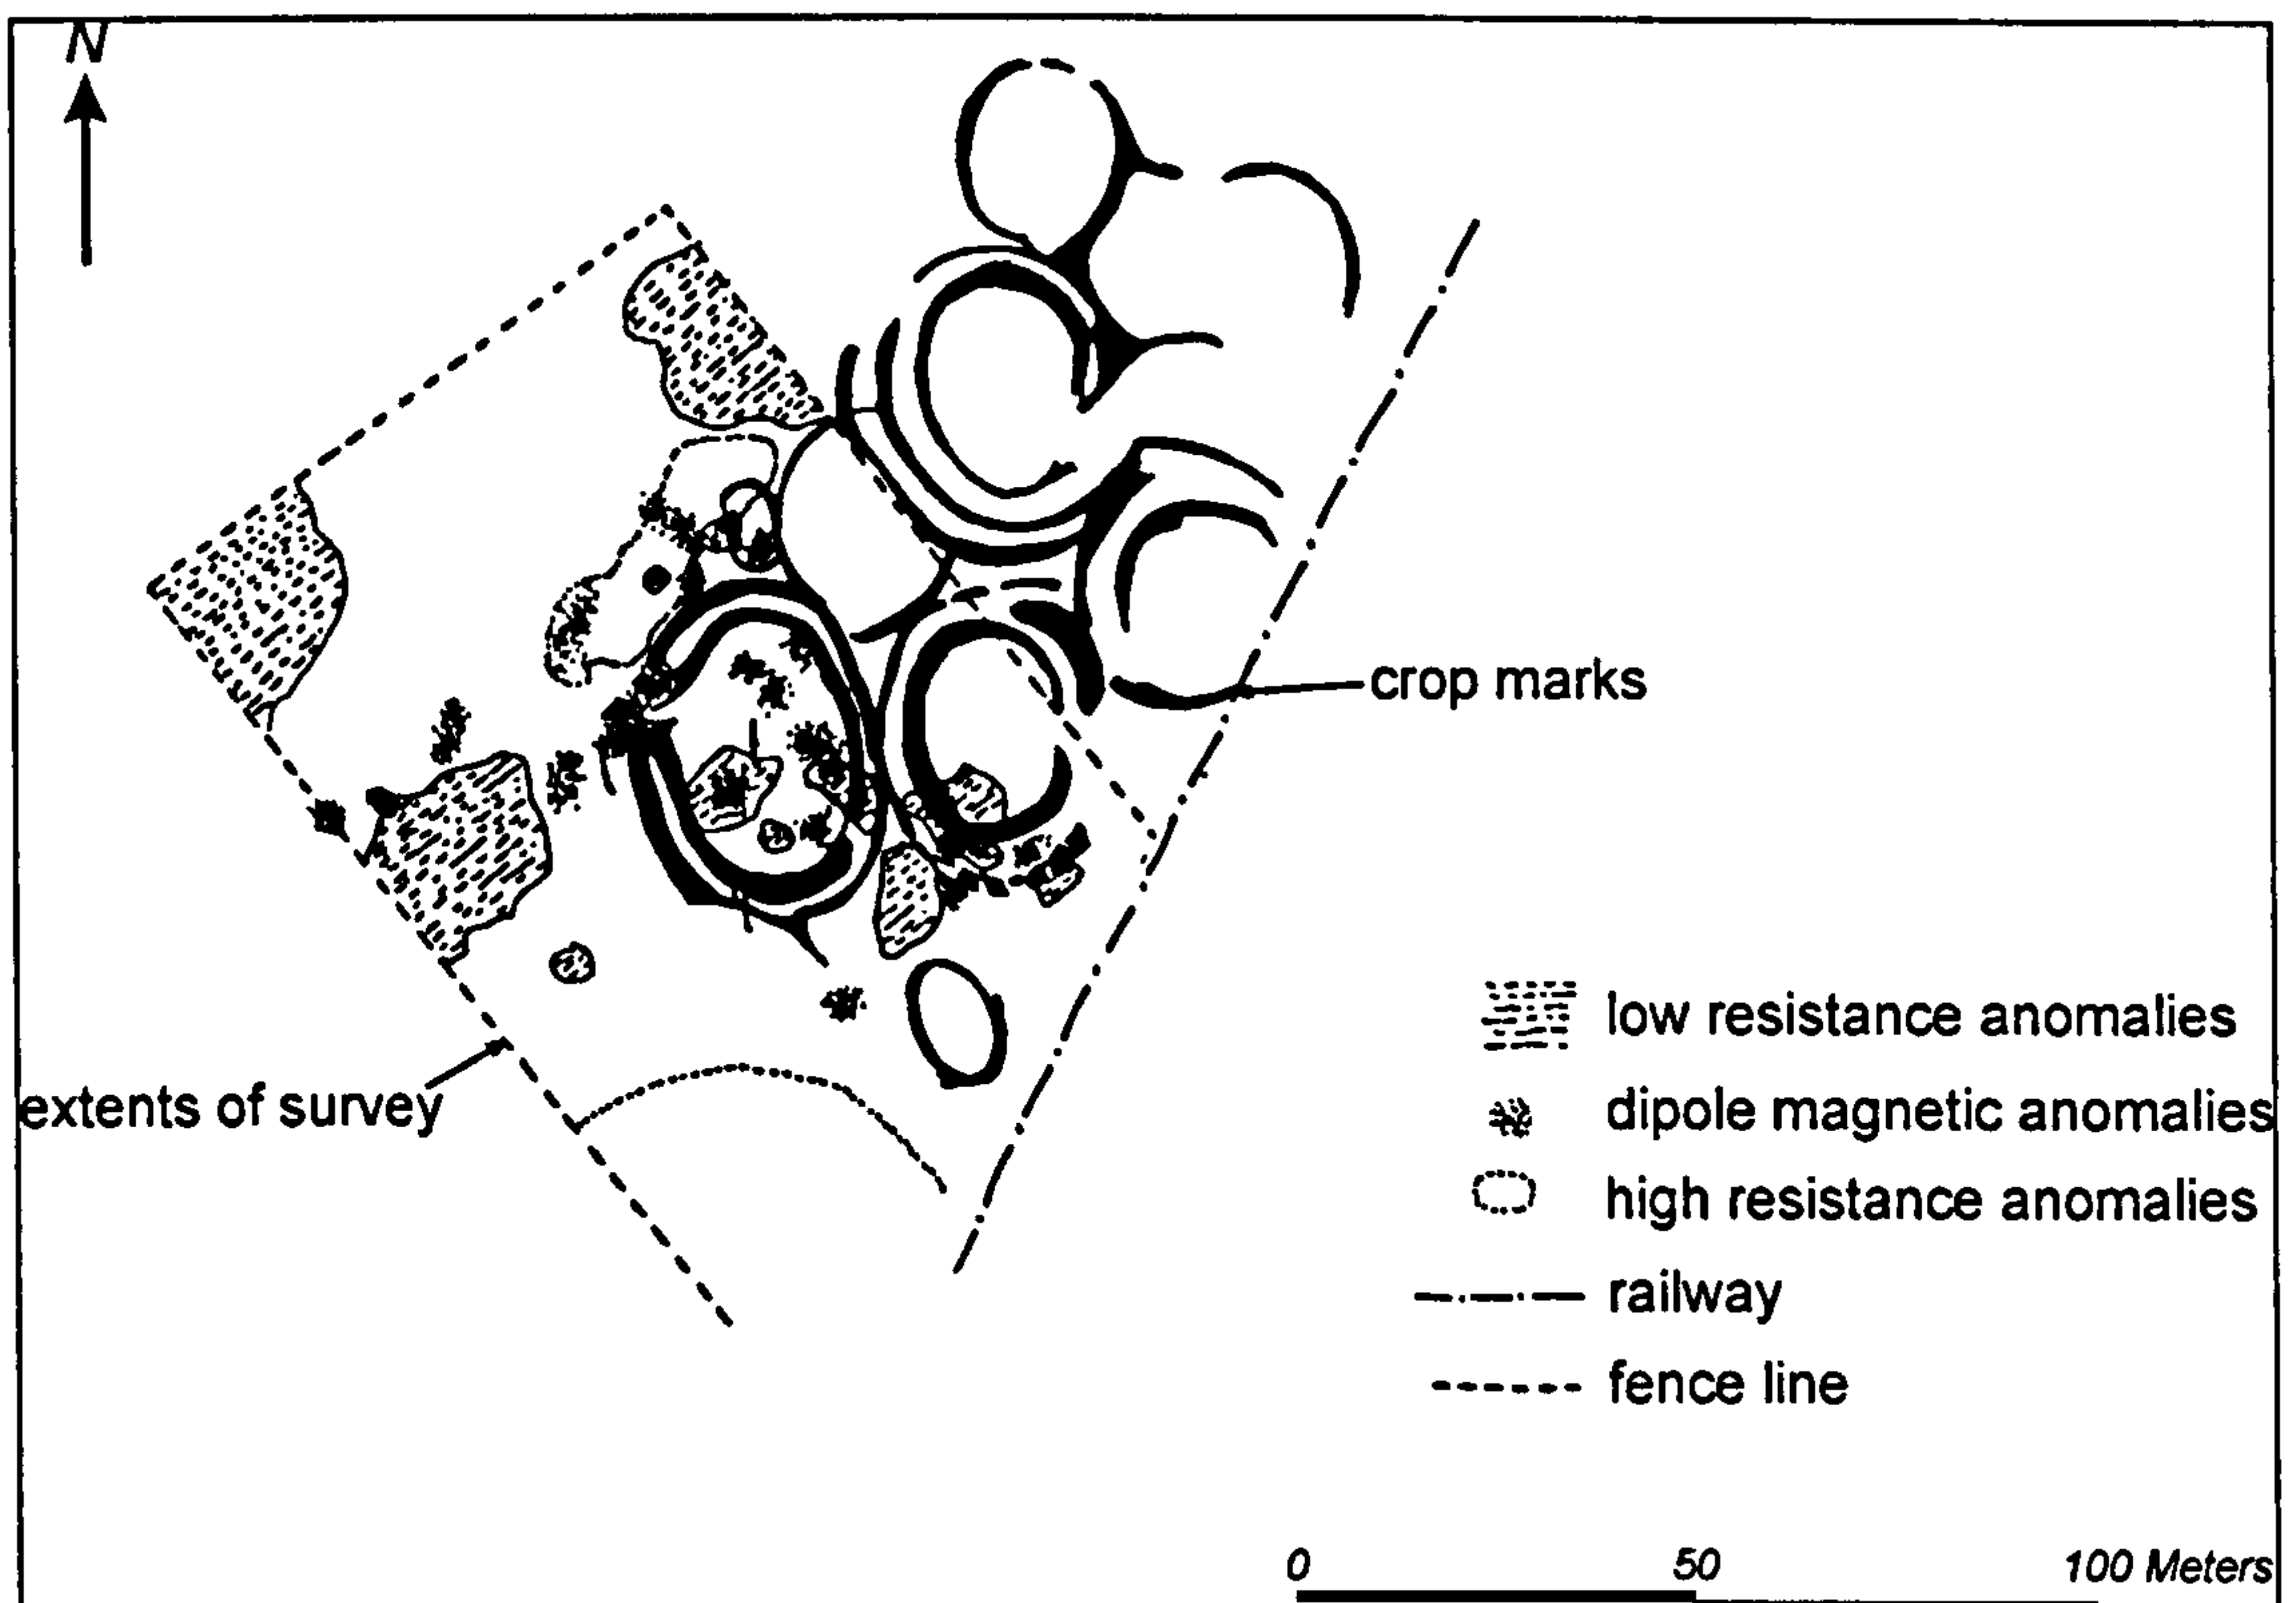 N
crop marks
extents of survey
low resistance anomalies
dipole magnetic anomalies
high resistance anomalies
railway
fence line
0 50 100 Meters